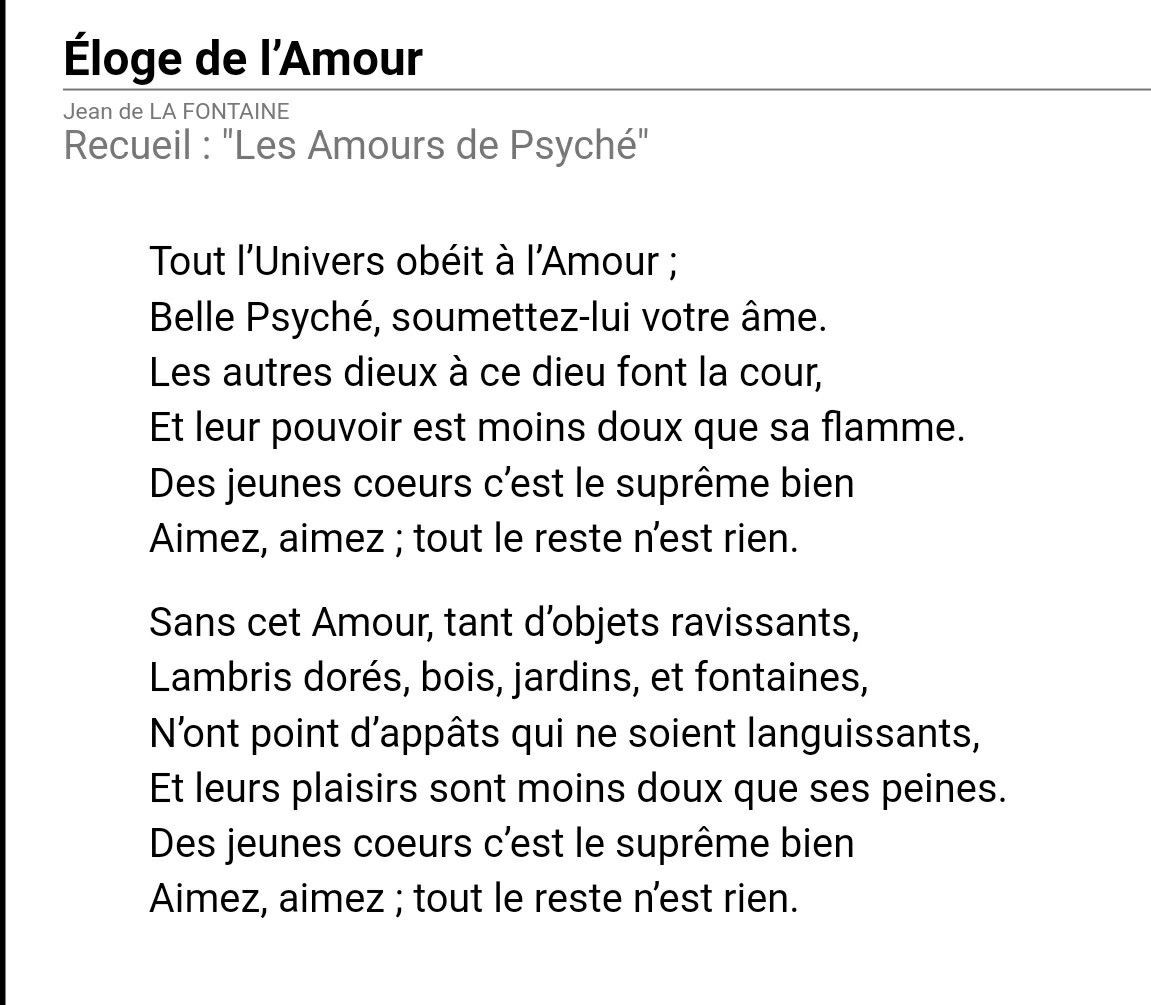 Éloge de l’Amour
Jean de LA FONTAINE
Recueil : "Les Amours de Psyché"
Tout l’Univers obéit à l’Amour ;
Belle Psyché, soumettez-lui votre âme.
Les autres dieux à ce dieu font la cour,
Et leur pouvoir est moins doux que sa flamme.
Des jeunes coeurs c’est le suprême bien
Aimez, aimez ; tout le reste n’est rien.
Sans cet Amour, tant d’objets ravissants,
Lambris dorés, bois, jardins, et fontaines,
N’ont point d’appâts qui ne soient languissants,
Et leurs plaisirs sont moins doux que ses peines.
Des jeunes coeurs c’est le suprême bien
Aimez, aimez ; tout le reste n’est rien.